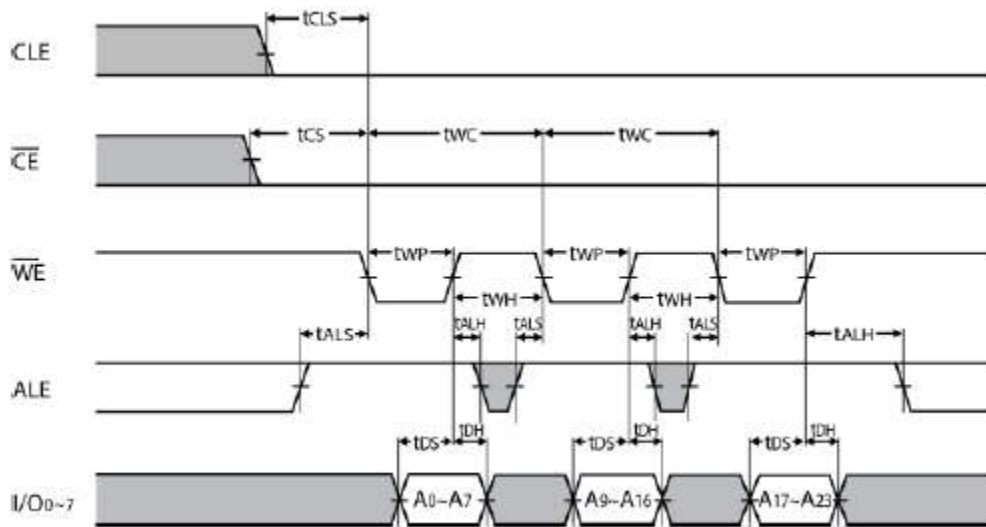 CLE
tCLS
CE
tCS tWC tWC
WE
tWP tWP tWP
tWH tWH
tALS tALH tALS tALH tALS tALH
ALE
tDS tDH tDS tDH tDS tDH
I/O0~7 A0~A7 A9~A16 A17~A23